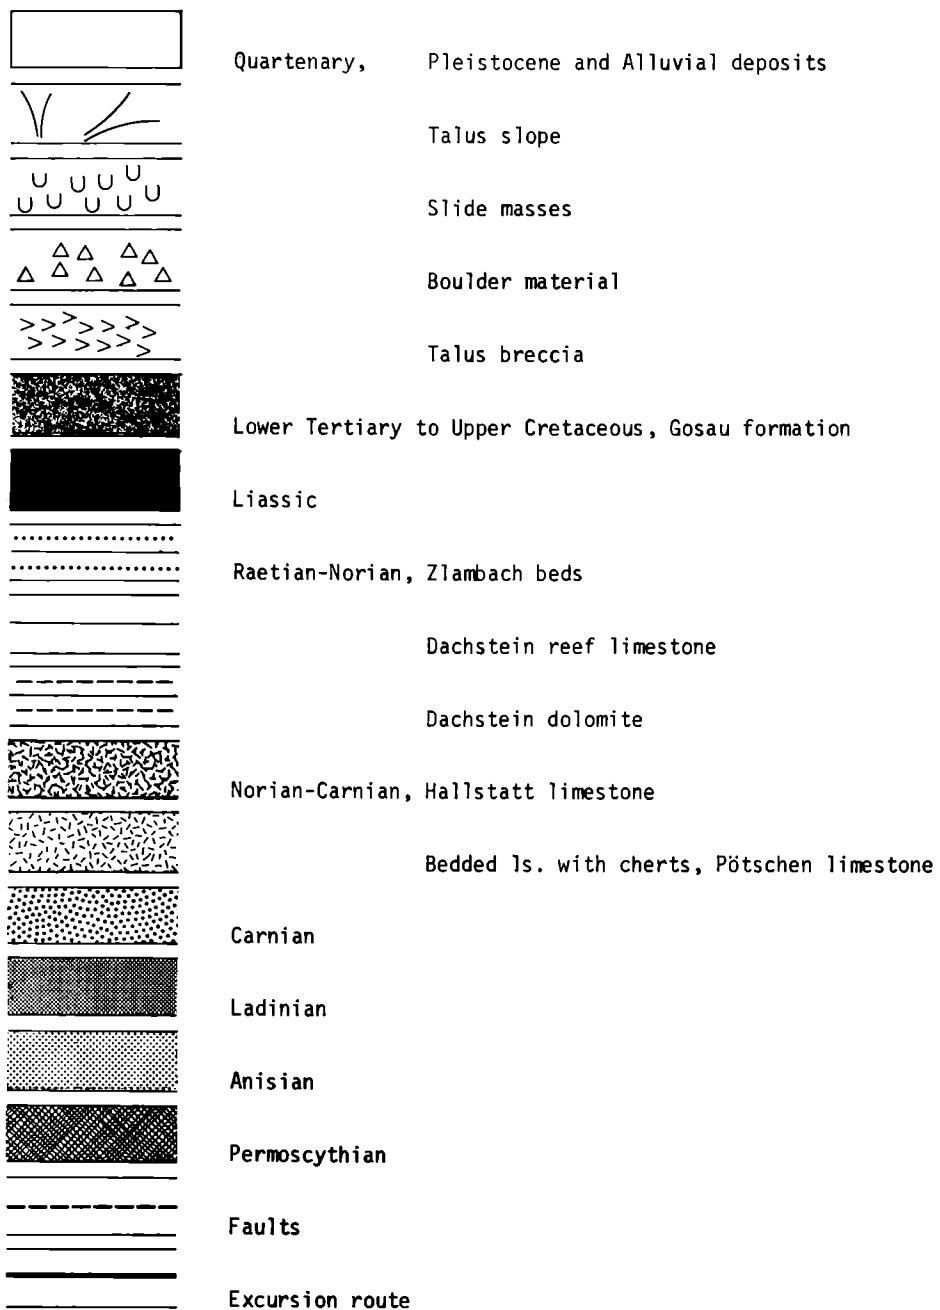 Quartenary, Pleistocene and Alluvial deposits
Talus slope
Slide masses
Boulder material
Talus breccia
Lower Tertiary to Upper Cretaceous, Gosau formation
Liassic
Raetian-Norian, Zlambach beds
Dachstein reef limestone
Dachstein dolomite
Norian-Carnian, Hallstatt limestone
Bedded ls. with cherts, Pötschen limestone
Carnian
Ladinian
Anisian
Permoscythian
Faults
Excursion route